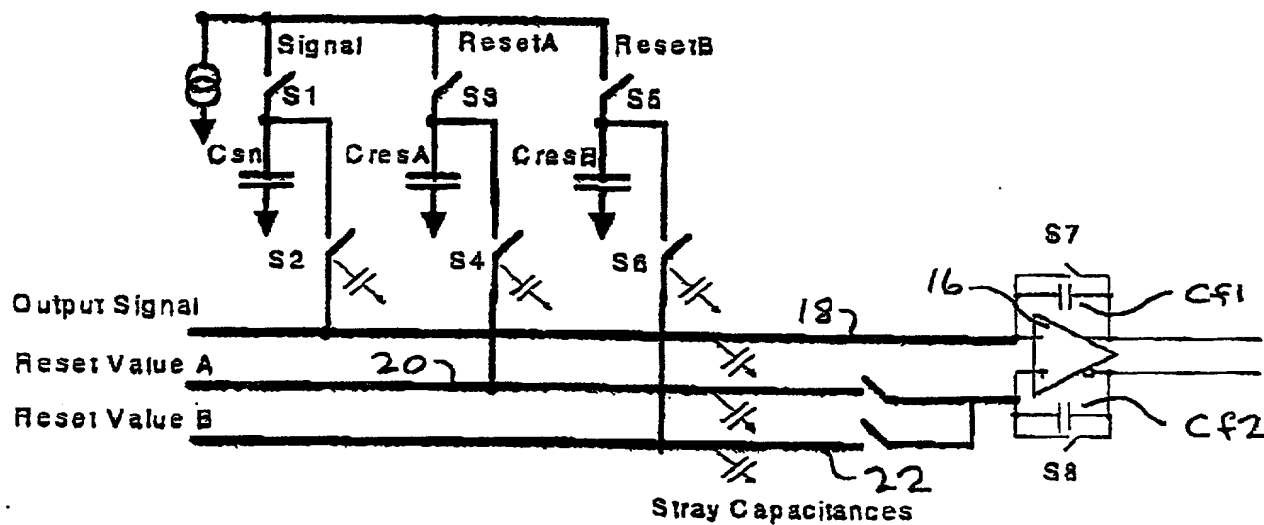 Signal
ResetA
ResetB
S1
S3
S5
Csn
CresA
CresB
S2
S4
S6
S7
Output Signal
16
Cf1
18
Reset Value A
20
Reset Value B
Cf2
22
S8
Stray Capacitances